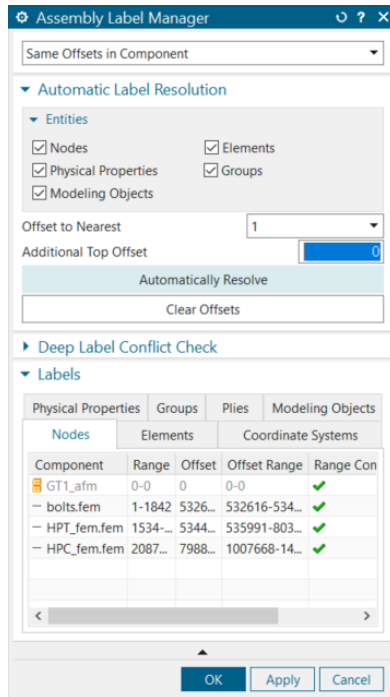 Assembly Label Manager
Same Offsets in Component
Automatic Label Resolution
Entities
Nodes Elements
Physical Properties Groups
Modeling Objects
Offset to Nearest 1
Additional Top Offset 0
Automatically Resolve
Clear Offsets
Deep Label Conflict Check
Labels
Physical Properties Groups Plies Modeling Objects
Nodes Elements Coordinate Systems
Component Range Offset Offset Range Range Con
GT1_afm 0-0 0 0-0
bolts.fem 1-1842 5326... 532616-534...
HPT_fem.fem 1534-... 5344... 535991-803...
HPC_fem.fem 2087... 7988... 1007668-14...
OK Apply Cancel